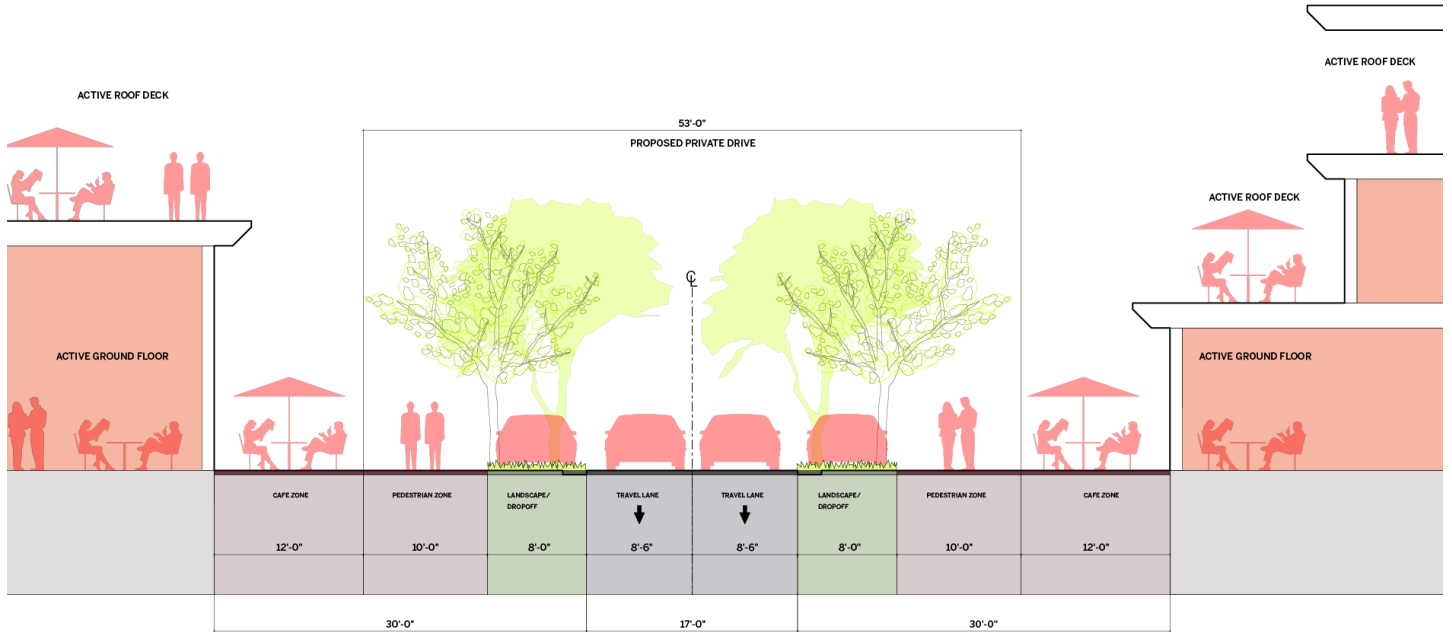 ACTIVE ROOF DECK
ACTIVE ROOF DECK
53'-0"
PROPOSED PRIVATE DRIVE
ACTIVE ROOF DECK
℄
ACTIVE GROUND FLOOR
ACTIVE GROUND FLOOR
CAFE ZONE
PEDESTRIAN ZONE
LANDSCAPE/
DROPOFF
TRAVEL LANE
TRAVEL LANE
LANDSCAPE/
DROPOFF
PEDESTRIAN ZONE
CAFE ZONE
12'-0"
10'-0"
8'-0"
8'-6"
8'-6"
8'-0"
10'-0"
12'-0"
30'-0"
17'-0"
30'-0"